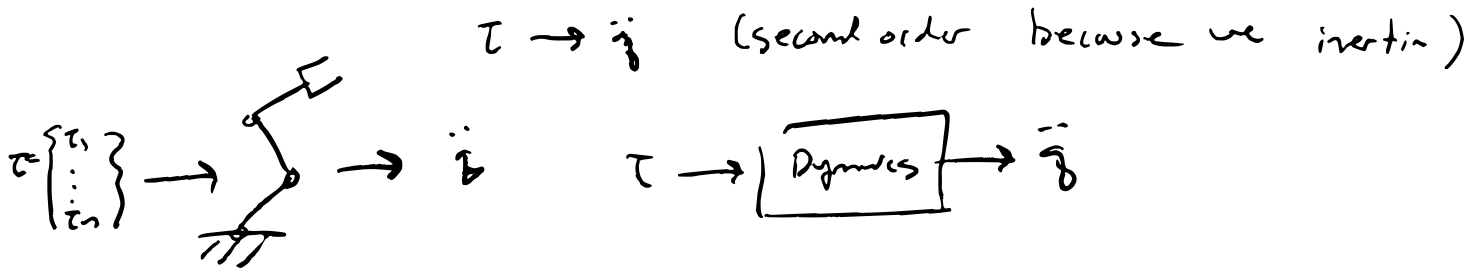 τ → q̈ (second order because we inertia)
τ = {τ₁ ⋮ τₙ} → → q̈ τ → Dynamics → q̈